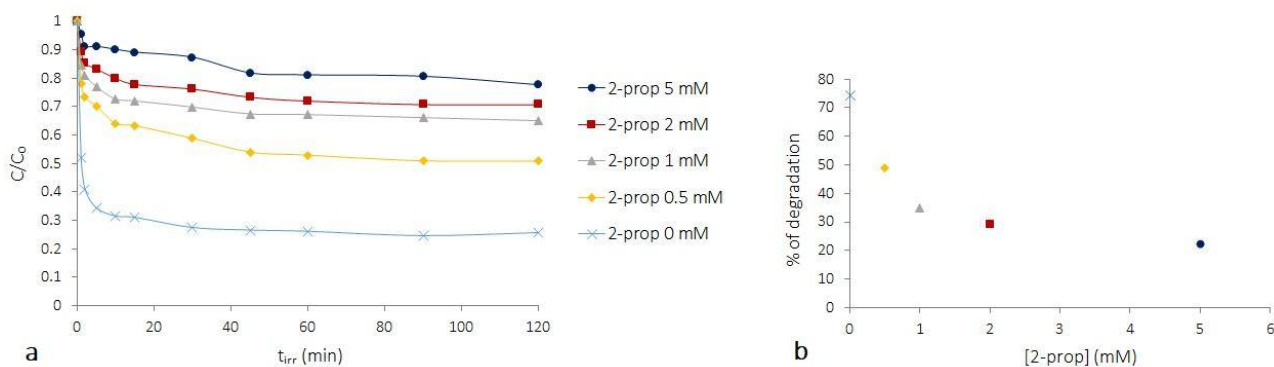 1
0.9
0.8
0.7
0.6
0.5
0.4
0.3
0.2
0.1
0
C/C₀
0 20 40 60 80 100 120
t_irr (min)
a
2-prop 5 mM
2-prop 2 mM
2-prop 1 mM
2-prop 0.5 mM
2-prop 0 mM
80
70
60
50
40
30
20
10
0
% of degradation
0 1 2 3 4 5 6
[2-prop] (mM)
b